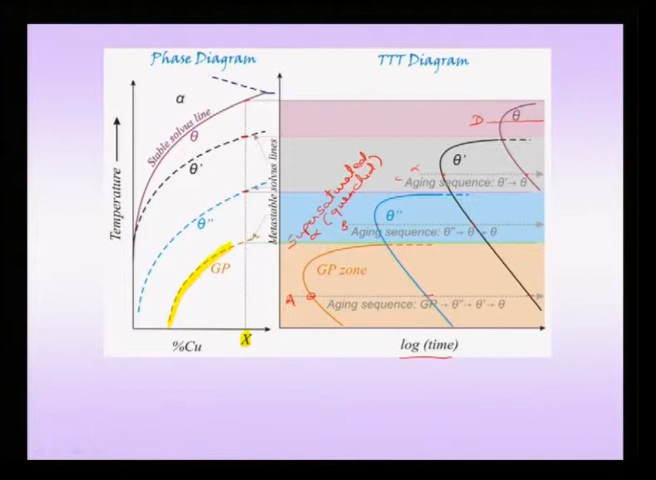 Phase Diagram
TTT Diagram
α
Stable solvus line
θ
θ'
θ"
GP
Temperature
Metastable solvus lines
%Cu
X
Supersaturated
α (quenched)
D
θ
θ'
Aging sequence: θ' → θ
θ"
B
Aging sequence: θ" → θ' → θ
GP zone
A
Aging sequence: GP → θ" → θ' → θ
log (time)